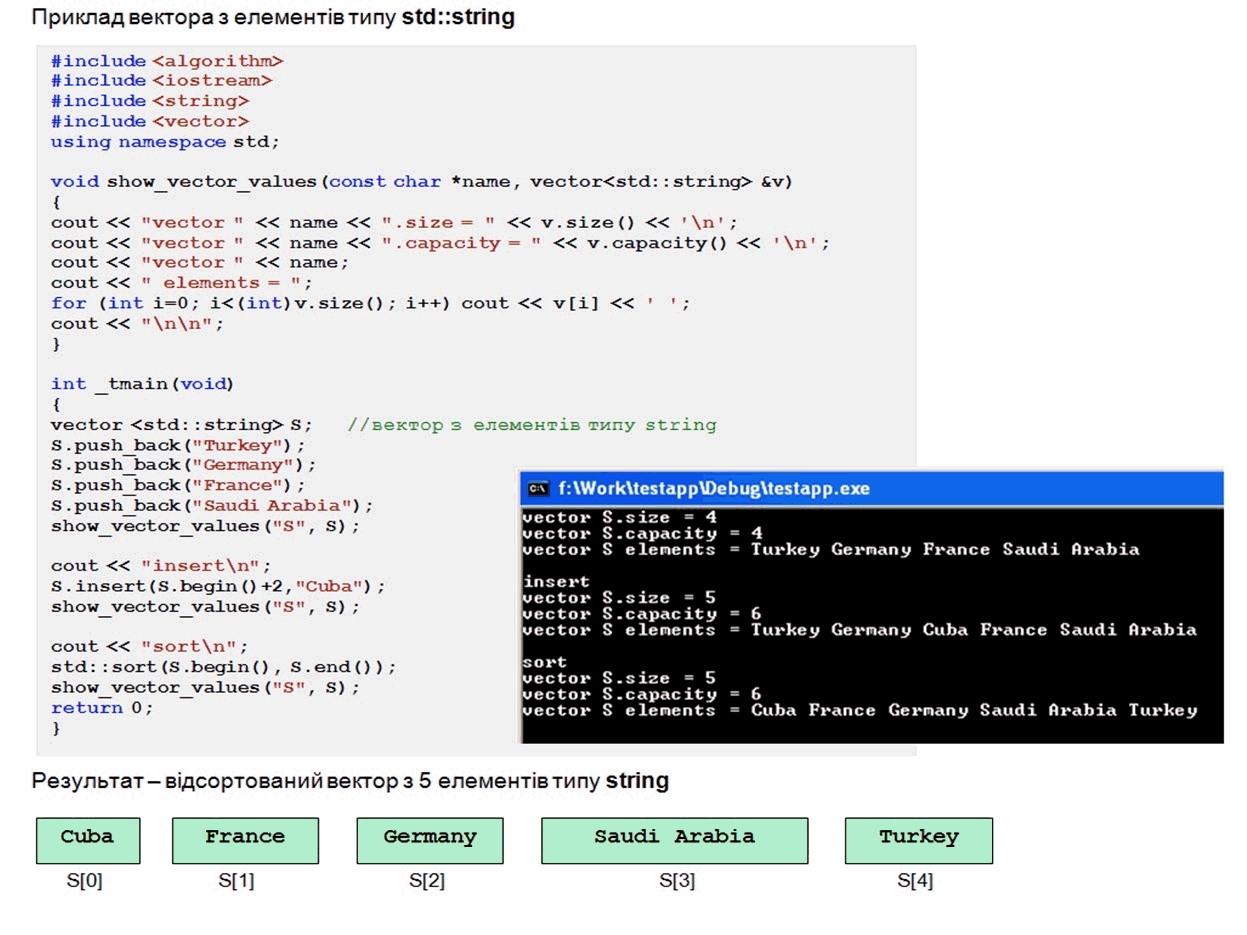 Приклад вектора з елементів типу std::string
#include <algorithm>
#include <iostream>
#include <string>
#include <vector>
using namespace std;
void show_vector_values(const char *name, vector<std::string> &v)
{
cout << "vector " << name << ".size = " << v.size() << '\n';
cout << "vector " << name << ".capacity = " << v.capacity() << '\n';
cout << "vector " << name;
cout << " elements = ";
for (int i=0; i<(int)v.size(); i++) cout << v[i] << ' ';
cout << "\n\n";
}
int _tmain(void)
{
vector <std::string> S; //вектор з елементів типу string
S.push_back("Turkey");
S.push_back("Germany");
S.push_back("France");
S.push_back("Saudi Arabia");
show_vector_values("S", S);
cout << "insert\n";
S.insert(S.begin()+2,"Cuba");
show_vector_values("S", S);
cout << "sort\n";
std::sort(S.begin(), S.end());
show_vector_values("S", S);
return 0;
}
f:\Work\testapp\Debug\testapp.exe
vector S.size = 4
vector S.capacity = 4
vector S elements = Turkey Germany France Saudi Arabia
insert
vector S.size = 5
vector S.capacity = 6
vector S elements = Turkey Germany Cuba France Saudi Arabia
sort
vector S.size = 5
vector S.capacity = 6
vector S elements = Cuba France Germany Saudi Arabia Turkey
Результат – відсортований вектор з 5 елементів типу string
Cuba France Germany Saudi Arabia Turkey
S[0] S[1] S[2] S[3] S[4]